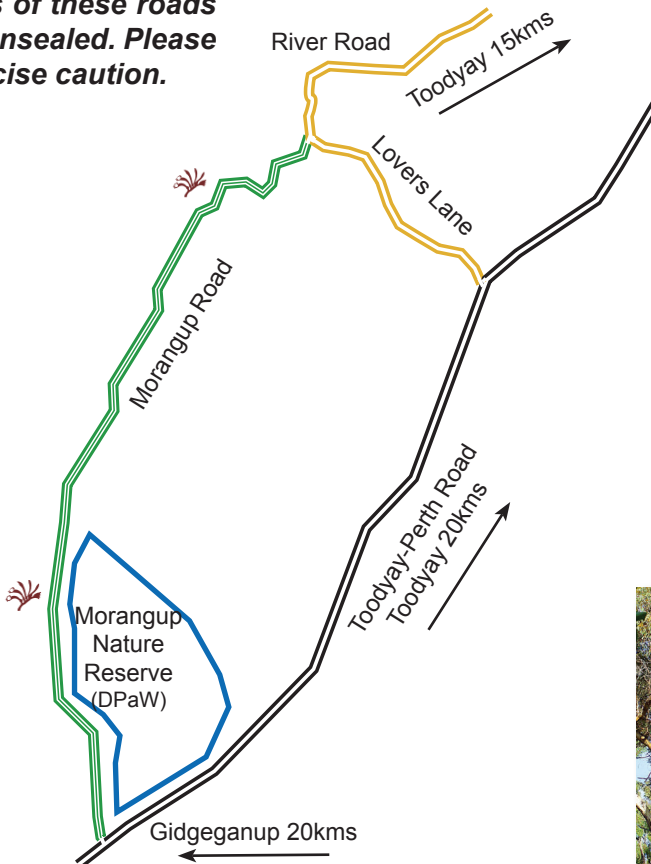 s of these roads
nsealed. Please
cise caution.
River Road
Toodyay 15kms
Lovers Lane
Morangup Road
Toodyay-Perth Road
Toodyay 20kms
Morangup
Nature
Reserve
(DPaW)
Gidgeganup 20kms